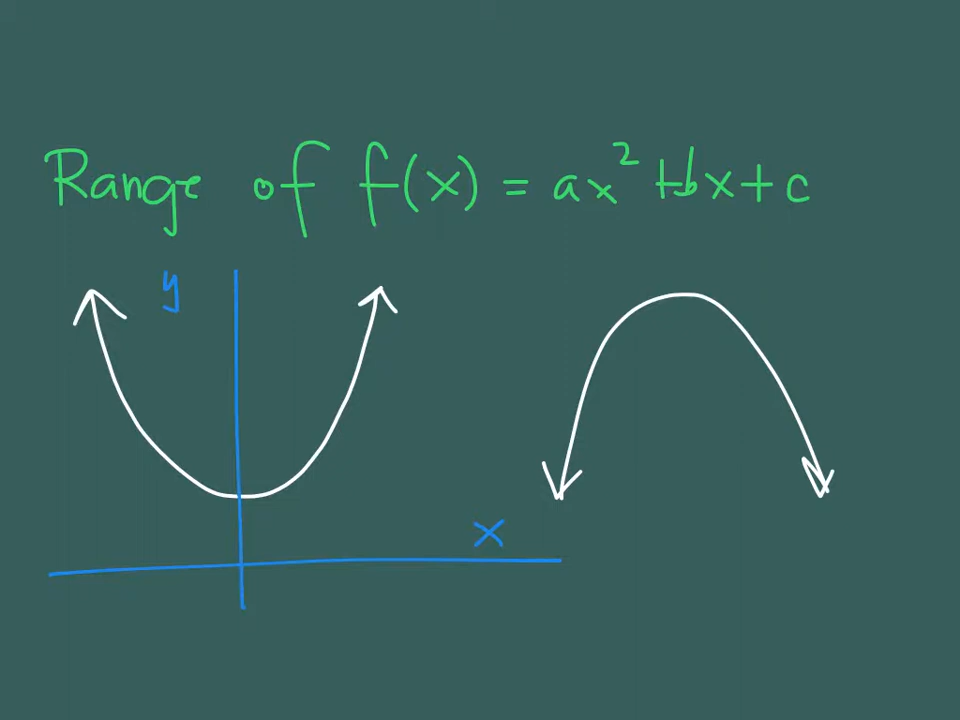 Range of f(x) = ax² + bx + c
y
x